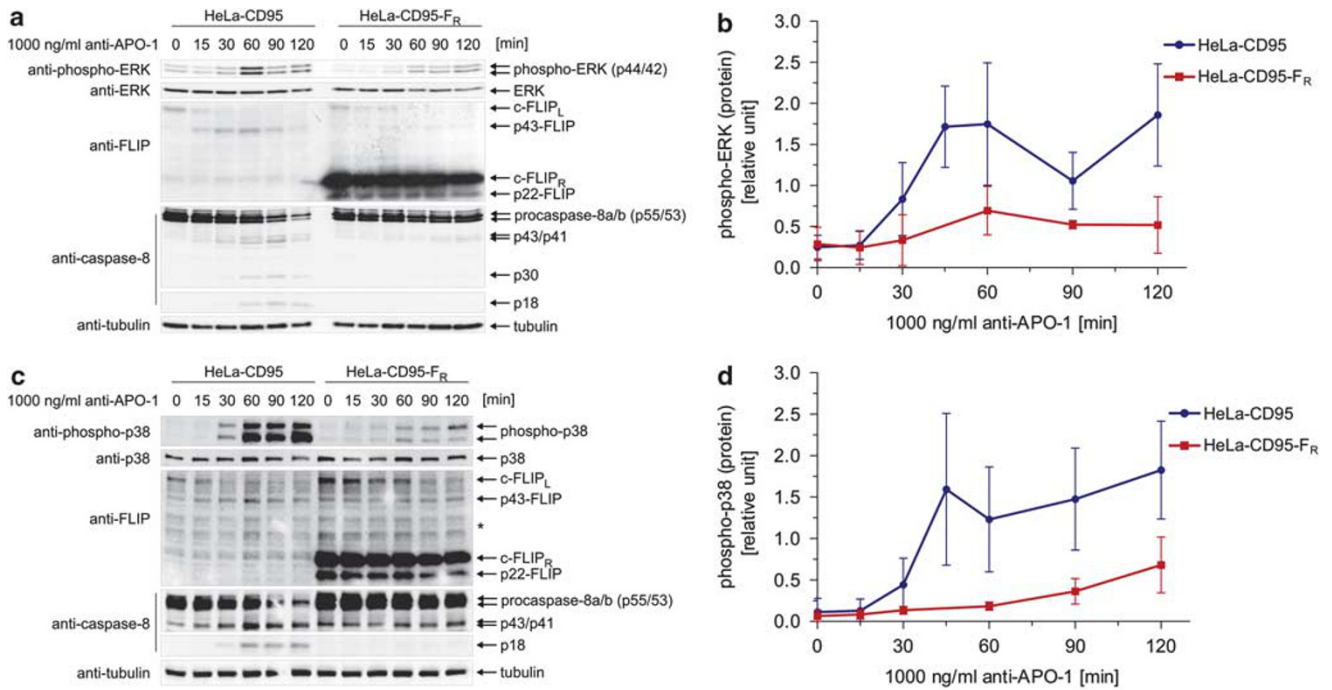 a
HeLa-CD95 HeLa-CD95-FR
1000 ng/ml anti-APO-1 0 15 30 60 90 120 0 15 30 60 90 120 [min]
anti-phospho-ERK phospho-ERK (p44/42)
anti-ERK ERK
c-FLIPL
p43-FLIP
anti-FLIP
c-FLIPR
p22-FLIP
procaspase-8a/b (p55/53)
p43/p41
anti-caspase-8
p30
p18
anti-tubulin tubulin
b
phospho-ERK (protein)
[relative unit]
3.0
2.5
2.0
1.5
1.0
0.5
0.0
0 30 60 90 120
1000 ng/ml anti-APO-1 [min]
HeLa-CD95
HeLa-CD95-FR
c
HeLa-CD95 HeLa-CD95-FR
1000 ng/ml anti-APO-1 0 15 30 60 90 120 0 15 30 60 90 120 [min]
anti-phospho-p38 phospho-p38
anti-p38 p38
c-FLIPL
p43-FLIP
anti-FLIP *
c-FLIPR
p22-FLIP
procaspase-8a/b (p55/53)
anti-caspase-8 p43/p41
p18
anti-tubulin tubulin
d
phospho-p38 (protein)
[relative unit]
3.0
2.5
2.0
1.5
1.0
0.5
0.0
0 30 60 90 120
1000 ng/ml anti-APO-1 [min]
HeLa-CD95
HeLa-CD95-FR